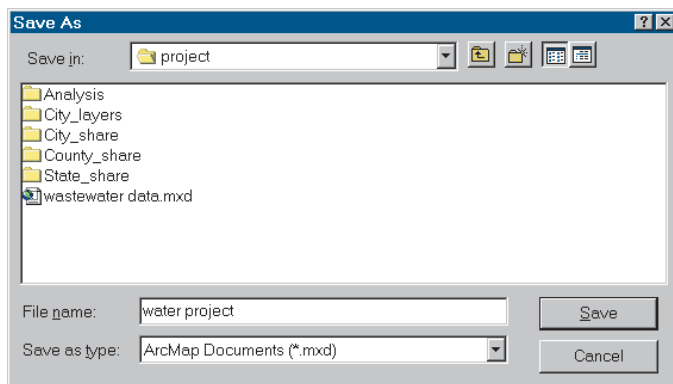 Save As
Save in: project
Analysis
City_layers
City_share
County_share
State_share
wastewater data.mxd
File name: water project Save
Save as type: ArcMap Documents (*.mxd) Cancel